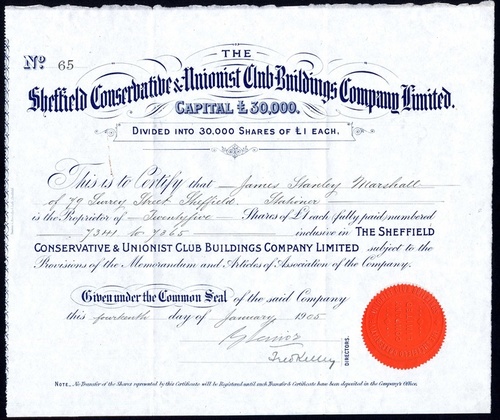 THE
No 65
Sheffield Conservative & Unionist Club Buildings Company Limited.
CAPITAL £30,000.
DIVIDED INTO 30,000 SHARES OF £1 EACH.
This is to Certify that James Stanley Marshall
of 79 Surrey Street Sheffield Stationer
is the Proprietor of Twentyfive Shares of £1 each (fully paid) numbered
7341 to 7365 inclusive in THE SHEFFIELD
CONSERVATIVE & UNIONIST CLUB BUILDINGS COMPANY LIMITED subject to the
Provisions of the Memorandum and Articles of Association of the Company.
Given under the Common Seal of the said Company
this fourteenth day of January 1905
Fred Kelley
DIRECTORS.
NOTE. No Transfer of the Shares represented by this Certificate will be Registered until such Transfer & Certificate have been deposited in the Company's Office.